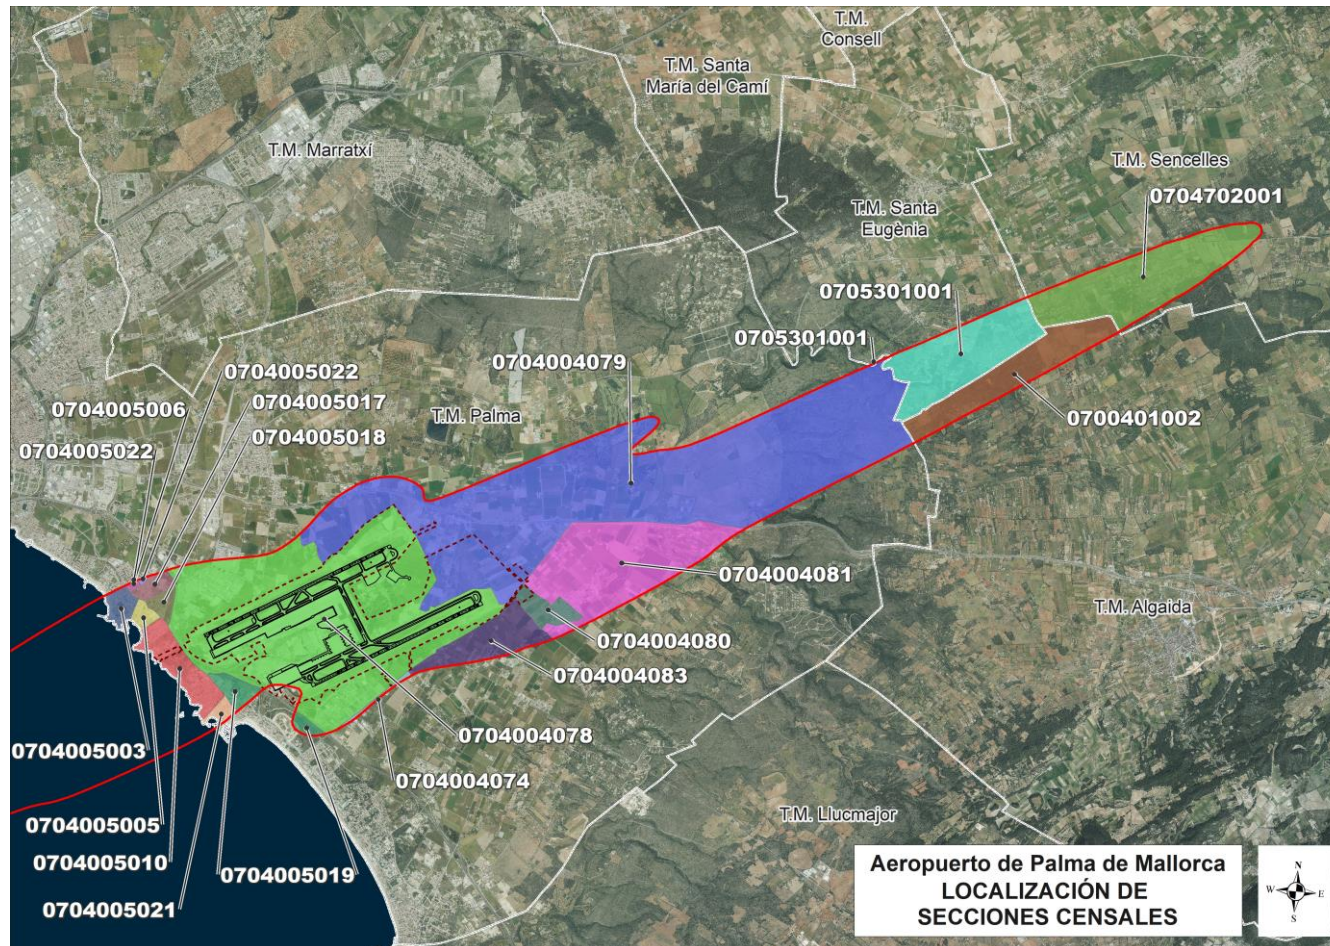 T.M.
Consell
T.M. Santa
María del Camí
T.M. Marratxí
T.M. Sencelles
0704702001
T.M. Santa
Eugènia
0705301001
0705301001
0704004079
0704005022
0704005006
0704005017
0704005022
0704005018
T.M. Palma
0700401002
0704004081
T.M. Algaida
0704004080
0704004083
0704004078
0704005003
0704004074
0704005005
T.M. Llucmajor
0704005010
0704005019
0704005021
Aeropuerto de Palma de Mallorca
LOCALIZACIÓN DE
SECCIONES CENSALES
N
W E
S